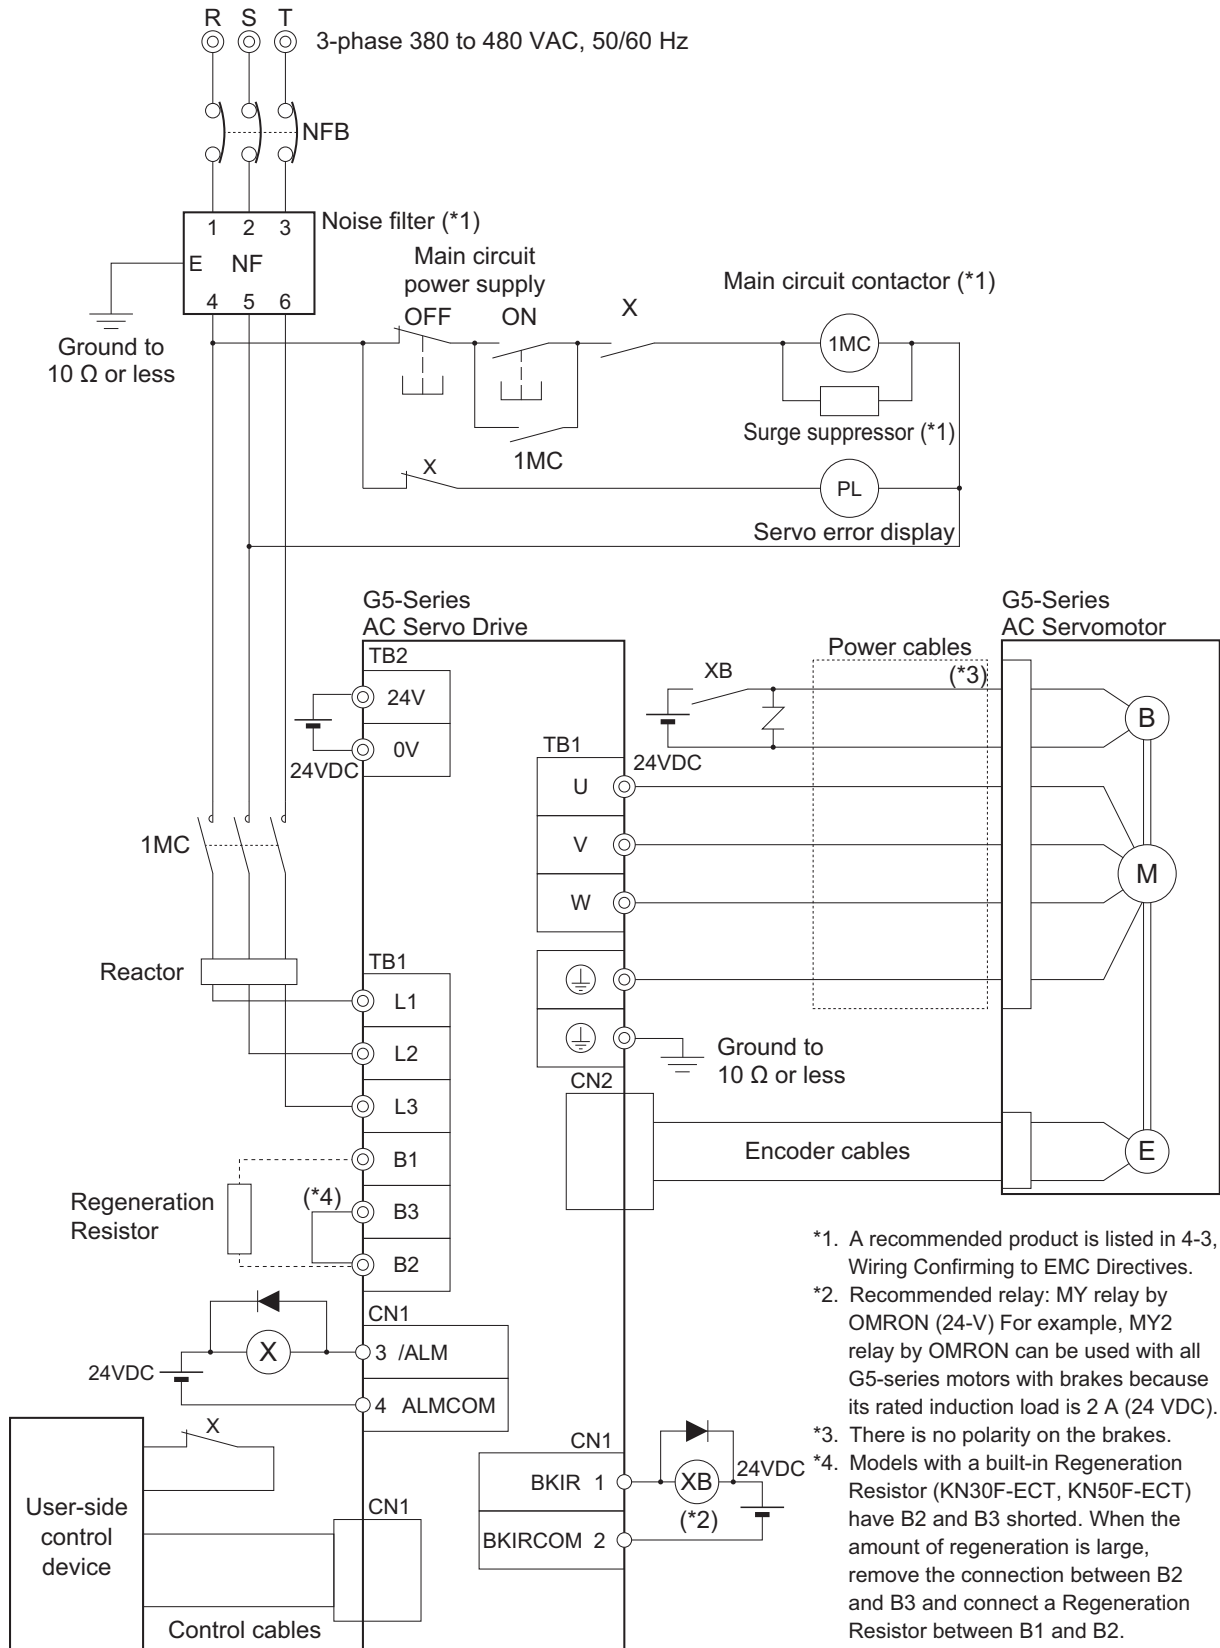 R S T
3-phase 380 to 480 VAC, 50/60 Hz
NFB
1 2 3
Noise filter (*1)
E NF
4 5 6
Ground to
10 Ω or less
Main circuit
power supply
OFF ON X
Main circuit contactor (*1)
1MC
Surge suppressor (*1)
1MC
X
PL
Servo error display
G5-Series
AC Servo Drive
G5-Series
AC Servomotor
TB2
24V
0V
24VDC
XB
Power cables
(*3)
24VDC
B
TB1
U
V
W
M
1MC
Reactor
TB1
L1
L2
L3
Ground to
10 Ω or less
CN2
Encoder cables
E
B1
B3
B2
(*4)
Regeneration
Resistor
CN1
X
3 /ALM
24VDC
4 ALMCOM
X
User-side
control
device
CN1
Control cables
CN1
BKIR 1
XB
24VDC
(*2)
BKIRCOM 2
*1. A recommended product is listed in 4-3,
Wiring Confirming to EMC Directives.
*2. Recommended relay: MY relay by
OMRON (24-V) For example, MY2
relay by OMRON can be used with all
G5-series motors with brakes because
its rated induction load is 2 A (24 VDC).
*3. There is no polarity on the brakes.
*4. Models with a built-in Regeneration
Resistor (KN30F-ECT, KN50F-ECT)
have B2 and B3 shorted. When the
amount of regeneration is large,
remove the connection between B2
and B3 and connect a Regeneration
Resistor between B1 and B2.